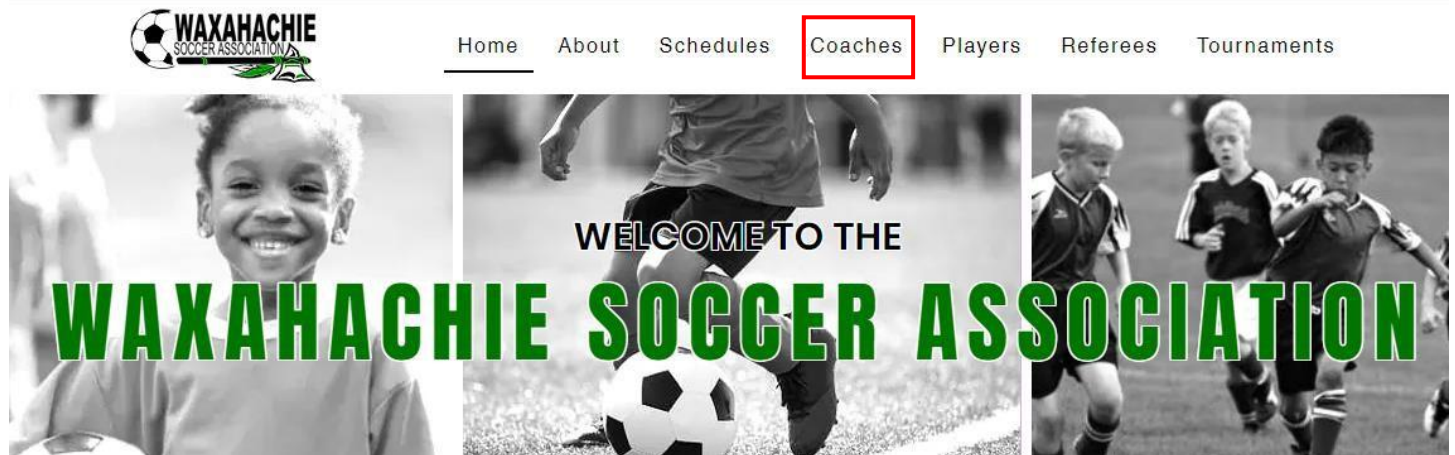 WAXAHACHIE
SOCCER ASSOCIATION
Home About Schedules Coaches Players Referees Tournaments
WELCOME TO THE
WAXAHACHIE SOCCER ASSOCIATION